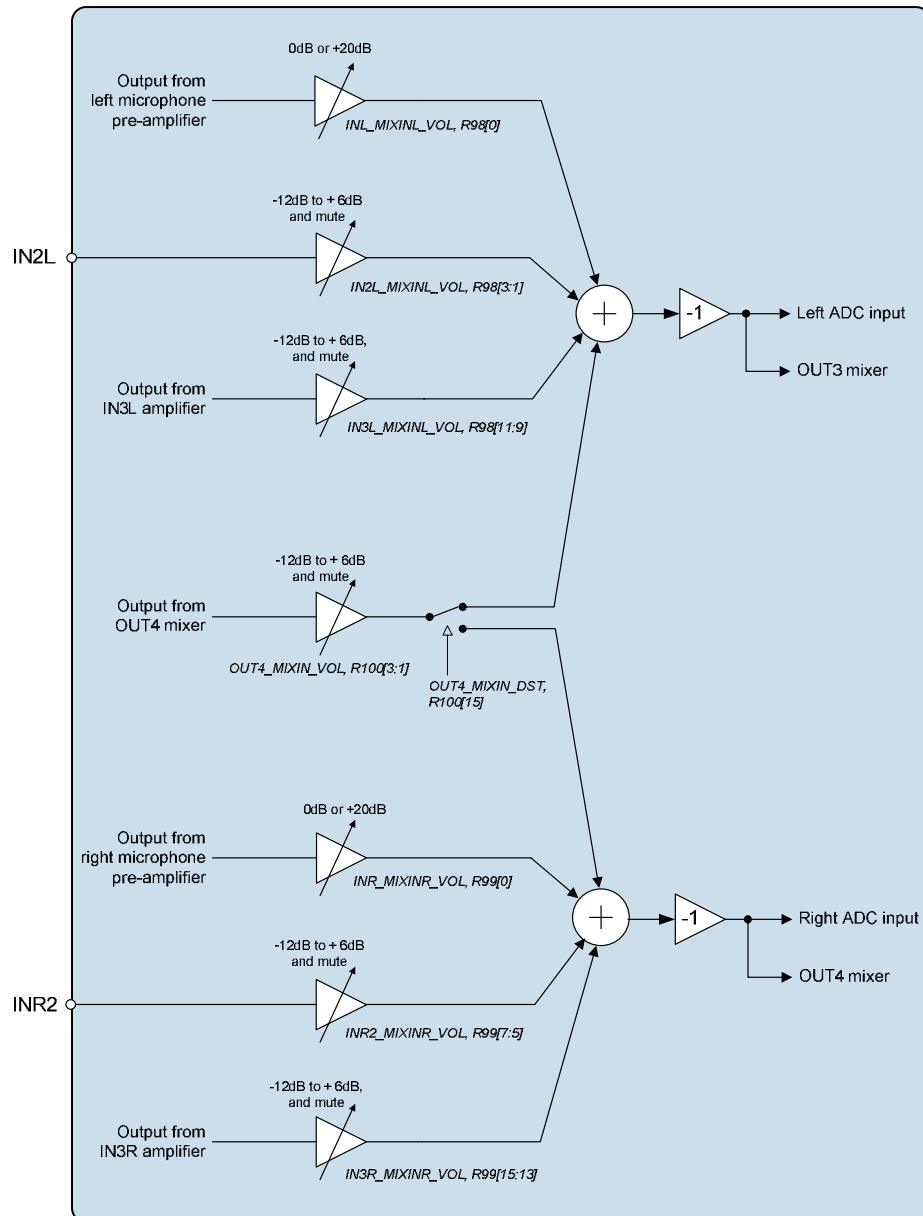 0dB or +20dB
Output from
left microphone
pre-amplifier
INL_MIXINL_VOL, R98[0]
-12dB to + 6dB
and mute
IN2L
IN2L_MIXINL_VOL, R98[3:1]
+
-1
Left ADC input
OUT3 mixer
-12dB to + 6dB,
and mute
Output from
IN3L amplifier
IN3L_MIXINL_VOL, R98[11:9]
-12dB to + 6dB
and mute
Output from
OUT4 mixer
OUT4_MIXIN_VOL, R100[3:1]
OUT4_MIXIN_DST,
R100[15]
0dB or +20dB
Output from
right microphone
pre-amplifier
INR_MIXINR_VOL, R99[0]
+
-1
Right ADC input
OUT4 mixer
-12dB to + 6dB
and mute
INR2
INR2_MIXINR_VOL, R99[7:5]
-12dB to + 6dB,
and mute
Output from
IN3R amplifier
IN3R_MIXINR_VOL, R99[15:13]